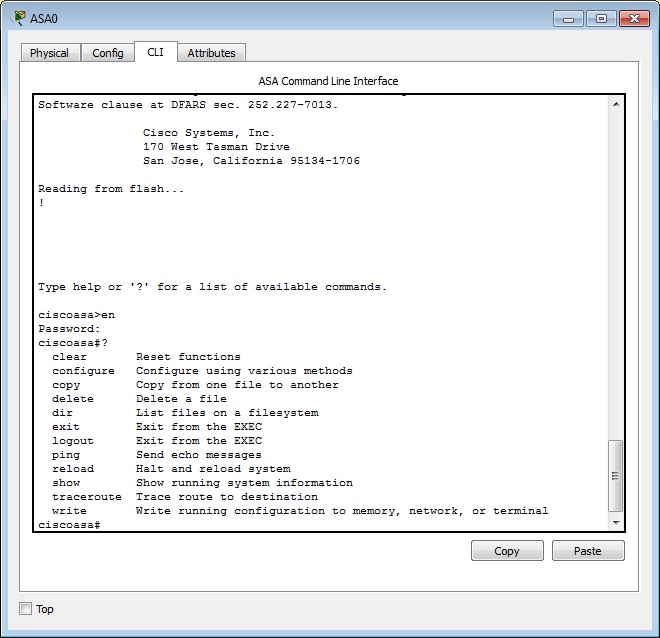 ASA0
Physical Config CLI Attributes
ASA Command Line Interface
Software clause at DFARS sec. 252.227-7013.
Cisco Systems, Inc.
170 West Tasman Drive
San Jose, California 95134-1706
Reading from flash...
!
Type help or '?' for a list of available commands.
ciscoasa>en
Password:
ciscoasa#?
clear Reset functions
configure Configure using various methods
copy Copy from one file to another
delete Delete a file
dir List files on a filesystem
exit Exit from the EXEC
logout Exit from the EXEC
ping Send echo messages
reload Halt and reload system
show Show running system information
traceroute Trace route to destination
write Write running configuration to memory, network, or terminal
ciscoasa#
Copy Paste
Top